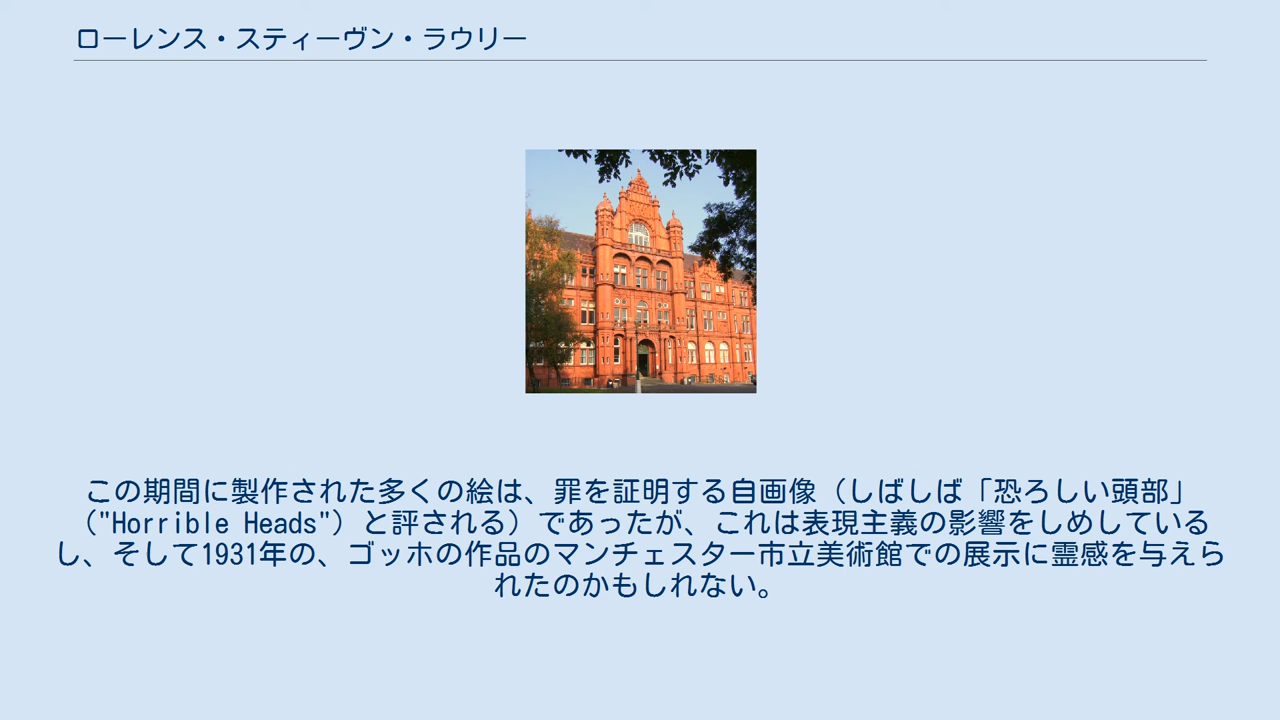 ローレンス・スティーヴン・ラウリー
この期間に製作された多くの絵は、罪を証明する自画像（しばしば「恐ろしい頭部」
（"Horrible Heads"）と評される）であったが、これは表現主義の影響をしめしている
し、そして1931年の、ゴッホの作品のマンチェスター市立美術館での展示に霊感を与えら
れたのかもしれない。